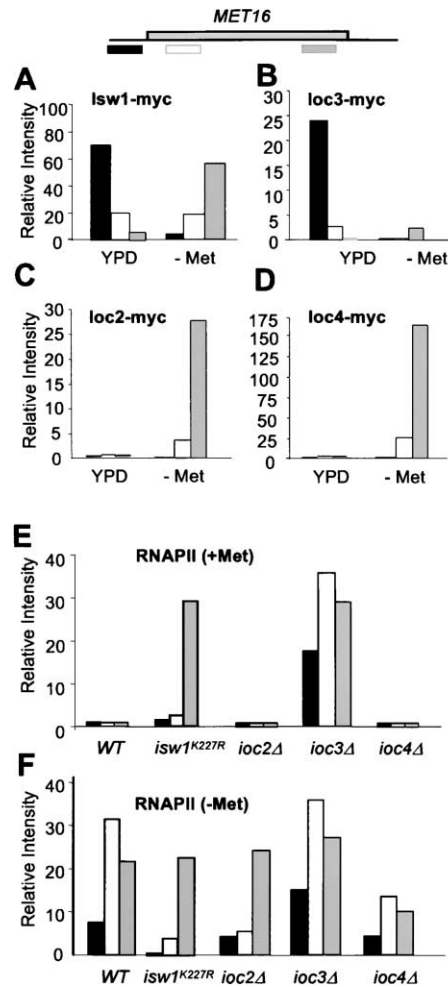 MET16
A
B
Isw1-myc
Ioc3-myc
Relative Intensity
100
80
60
40
20
0
25
20
15
10
5
0
YPD
- Met
YPD
- Met
C
D
Ioc2-myc
Ioc4-myc
Relative Intensity
30
25
20
15
10
5
0
175
150
125
100
75
50
25
0
YPD
- Met
YPD
- Met
E
RNAPII (+Met)
Relative Intensity
40
30
20
10
0
WT
isw1K227R
ioc2Δ
ioc3Δ
ioc4Δ
F
RNAPII (-Met)
Relative Intensity
40
30
20
10
0
WT
isw1K227R
ioc2Δ
ioc3Δ
ioc4Δ